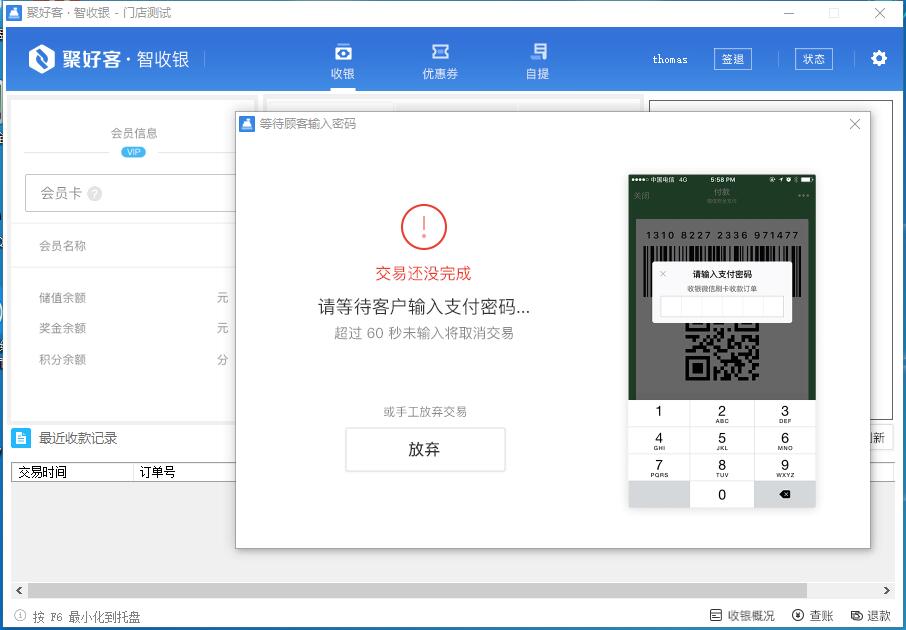 聚好客·智收银 - 门店测试
聚好客·智收银
收银
优惠券
自提
thomas
签退
状态
会员信息
VIP
会员卡 ?
会员名称
储值余额 元
奖金余额 元
积分余额 分
等待顾客输入密码
!
交易还没完成
请等待客户输入支付密码...
超过 60 秒未输入将取消交易
或手工放弃交易
放弃
中国电信 4G 5:58 PM
关闭
付款
1310 8227 2336 971477
请输入支付密码
收银微信刷卡收款订单
1 2 3
ABC DEF
4 5 6
GHI JKL MNO
7 8 9
PQRS TUV WXYZ
0
最近收款记录
新
交易时间 订单号
按 F6 最小化到托盘
收银概况
查账
退款